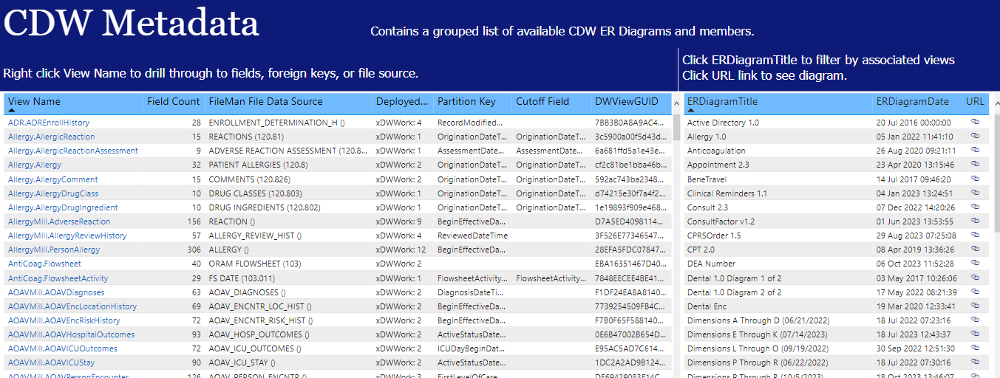 CDW Metadata
Contains a grouped list of available CDW ER Diagrams and members.
Right click View Name to drill through to fields, foreign keys, or file source.
Click ERDiagramTitle to filter by associated views
Click URL link to see diagram.
View Name Field Count FileMan File Data Source Deployed... Partition Key Cutoff Field DWViewGUID
ADR.ADREnrollHistory 28 ENROLLMENT_DETERMINATION_H () xDWWork: 4 RecordModified... 7BB3B0A8A9AC4...
Allergy.AllergicReaction 15 REACTIONS (120.81) xDWWork: 1 OriginationDateT... OriginationDateT... 3c5900a00f5d43d...
Allergy.AllergicReactionAssessment 9 ADVERSE REACTION ASSESSMENT (120.8... xDWWork: 1 AssessmentDate... AssessmentDate... 6a681ffd5a1e43e...
Allergy.Allergy 32 PATIENT ALLERGIES (120.8) xDWWork: 2 OriginationDateT... OriginationDateT... cf2c81be1bba46b...
Allergy.AllergyComment 15 COMMENTS (120.826) xDWWork: 2 OriginationDateT... OriginationDateT... 592ac743ba2348...
Allergy.AllergyDrugClass 10 DRUG CLASSES (120.803) xDWWork: 1 OriginationDateT... OriginationDateT... d74215e30f7a4f2...
Allergy.AllergyDrugIngredient 10 DRUG INGREDIENTS (120.802) xDWWork: 1 OriginationDateT... OriginationDateT... 1e19893f909e468...
AllergyMill.AdverseReaction 156 REACTION () xDWWork: 9 BeginEffectiveDa... D7A5ED4098114...
AllergyMill.AllergyReviewHistory 57 ALLERGY_REVIEW_HIST () xDWWork: 4 ReviewedDateTime 3F526E77346547...
AllergyMill.PersonAllergy 306 ALLERGY () xDWWork: 12 BeginEffectiveDa... 28EFA5FDC07847...
AntiCoag.Flowsheet 40 ORAM FLOWSHEET (103) xDWWork: 2 EBA16351467D40...
AntiCoag.FlowsheetActivity 29 FS DATE (103.011) xDWWork: 1 FlowsheetActivity... FlowsheetActivity... 7848EECEE4BE41...
AOAVMill.AOAVDiagnoses 63 AOAV_DIAGNOSES () xDWWork: 2 DiagnosisDateTi... F1DF24EA8A8140...
AOAVMill.AOAVEncLocationHistory 69 AOAV_ENCNTR_LOC_HIST () xDWWork: 2 BeginEffectiveDa... 7739254509FB4C...
AOAVMill.AOAVEncRiskHistory 72 AOAV_ENCNTR_RISK_HIST () xDWWork: 2 BeginEffectiveDa... F7B0F65F588140...
AOAVMill.AOAVHospitalOutcomes 93 AOAV_HOSP_OUTCOMES () xDWWork: 2 ActiveStatusDate... 0E6B47002B654D...
AOAVMill.AOAVICUOutcomes 72 AOAV_ICU_OUTCOMES () xDWWork: 2 ICUDayBeginDat... E95AC5AD7C614...
AOAVMill.AOAVICUStay 90 AOAV_ICU_STAY () xDWWork: 2 ActiveStatusDate... 1DC2A2AD9B124...
AOAVMill.AOAVPersonEncounter 126 AOAV_PERSON_ENCNTR () xDWWork: 3 FirstLevelOfCare... DF69429083F14C...
ERDiagramTitle ERDiagramDate URL
Active Directory 1.0 20 Jul 2016 00:00:00
Allergy 1.0 05 Jan 2022 11:41:10
Anticoagulation 26 Aug 2020 09:21:11
Appointment 2.3 23 Apr 2020 13:15:46
BeneTravel 14 Jul 2017 09:46:20
Clinical Reminders 1.1 04 Jan 2023 13:24:51
Consult 2.3 07 Dec 2022 14:20:26
ConsultFactor v1.2 01 Jun 2023 13:53:55
CPRSOrder 1.5 29 Aug 2023 07:25:08
CPT 2.0 08 Apr 2019 13:36:26
DEA Number 06 Oct 2023 11:52:28
Dental 1.0 Diagram 1 of 2 03 May 2017 10:26:06
Dental 1.0 Diagram 2 of 2 17 May 2022 08:21:39
Dental Enc 19 Mar 2020 12:33:41
Dimensions A Through D (06/21/2022) 18 Jul 2022 07:23:16
Dimensions E Through K (07/14/2023) 18 Jul 2023 12:43:37
Dimensions L Through O (09/19/2022) 30 Sep 2022 12:51:30
Dimensions P Through R (06/22/2022) 18 Jul 2022 07:30:16
Dimensions P Through R (10/5/2023) 18 Oct 2023 13:46:07